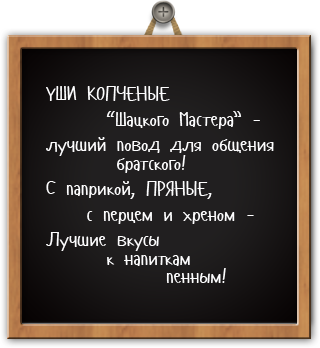 УШИ КОПЧЕНЫЕ
"Шацкого Мастера" -
лучший повод для общения
братского!
С паприкой, ПРЯНЫЕ,
с перцем и хреном -
Лучшие вкусы
к напиткам
пенным!